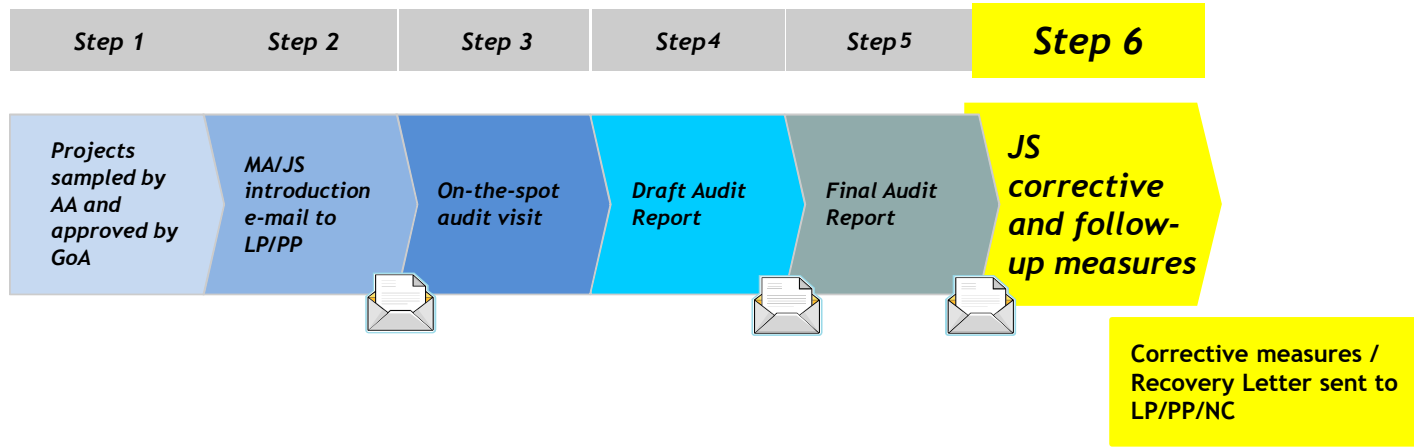 Step 1
Step 2
Step 3
Step4
Step5
Step 6
Projects
sampled by
AA and
approved by
GoA
MA/JS
introduction
e-mail to
LP/PP
On-the-spot
audit visit
Draft Audit
Report
Final Audit
Report
JS
corrective
and follow-
up measures
Corrective measures /
Recovery Letter sent to
LP/PP/NC